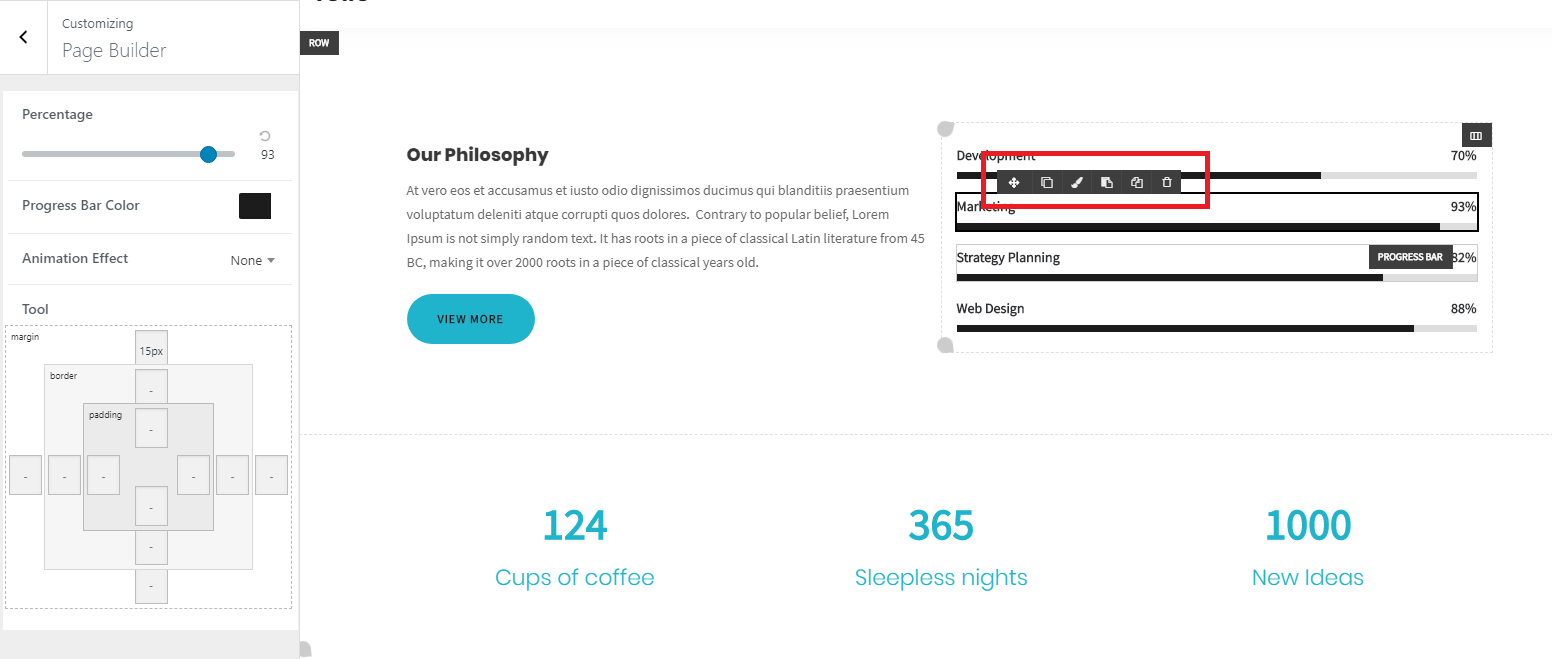 Customizing
Page Builder
Percentage
93
Progress Bar Color
Animation Effect
None
Tool
margin
15px
border
-
padding
-
- - - - - -
-
-
-
ROW
Our Philosophy
At vero eos et accusamus et iusto odio dignissimos ducimus qui blanditiis praesentium
voluptatum deleniti atque corrupti quos dolores. Contrary to popular belief, Lorem
Ipsum is not simply random text. It has roots in a piece of classical Latin literature from 45
BC, making it over 2000 roots in a piece of classical years old.
VIEW MORE
Development 70%
Marketing 93%
Strategy Planning PROGRESS BAR 82%
Web Design 88%
124
Cups of coffee
365
Sleepless nights
1000
New Ideas